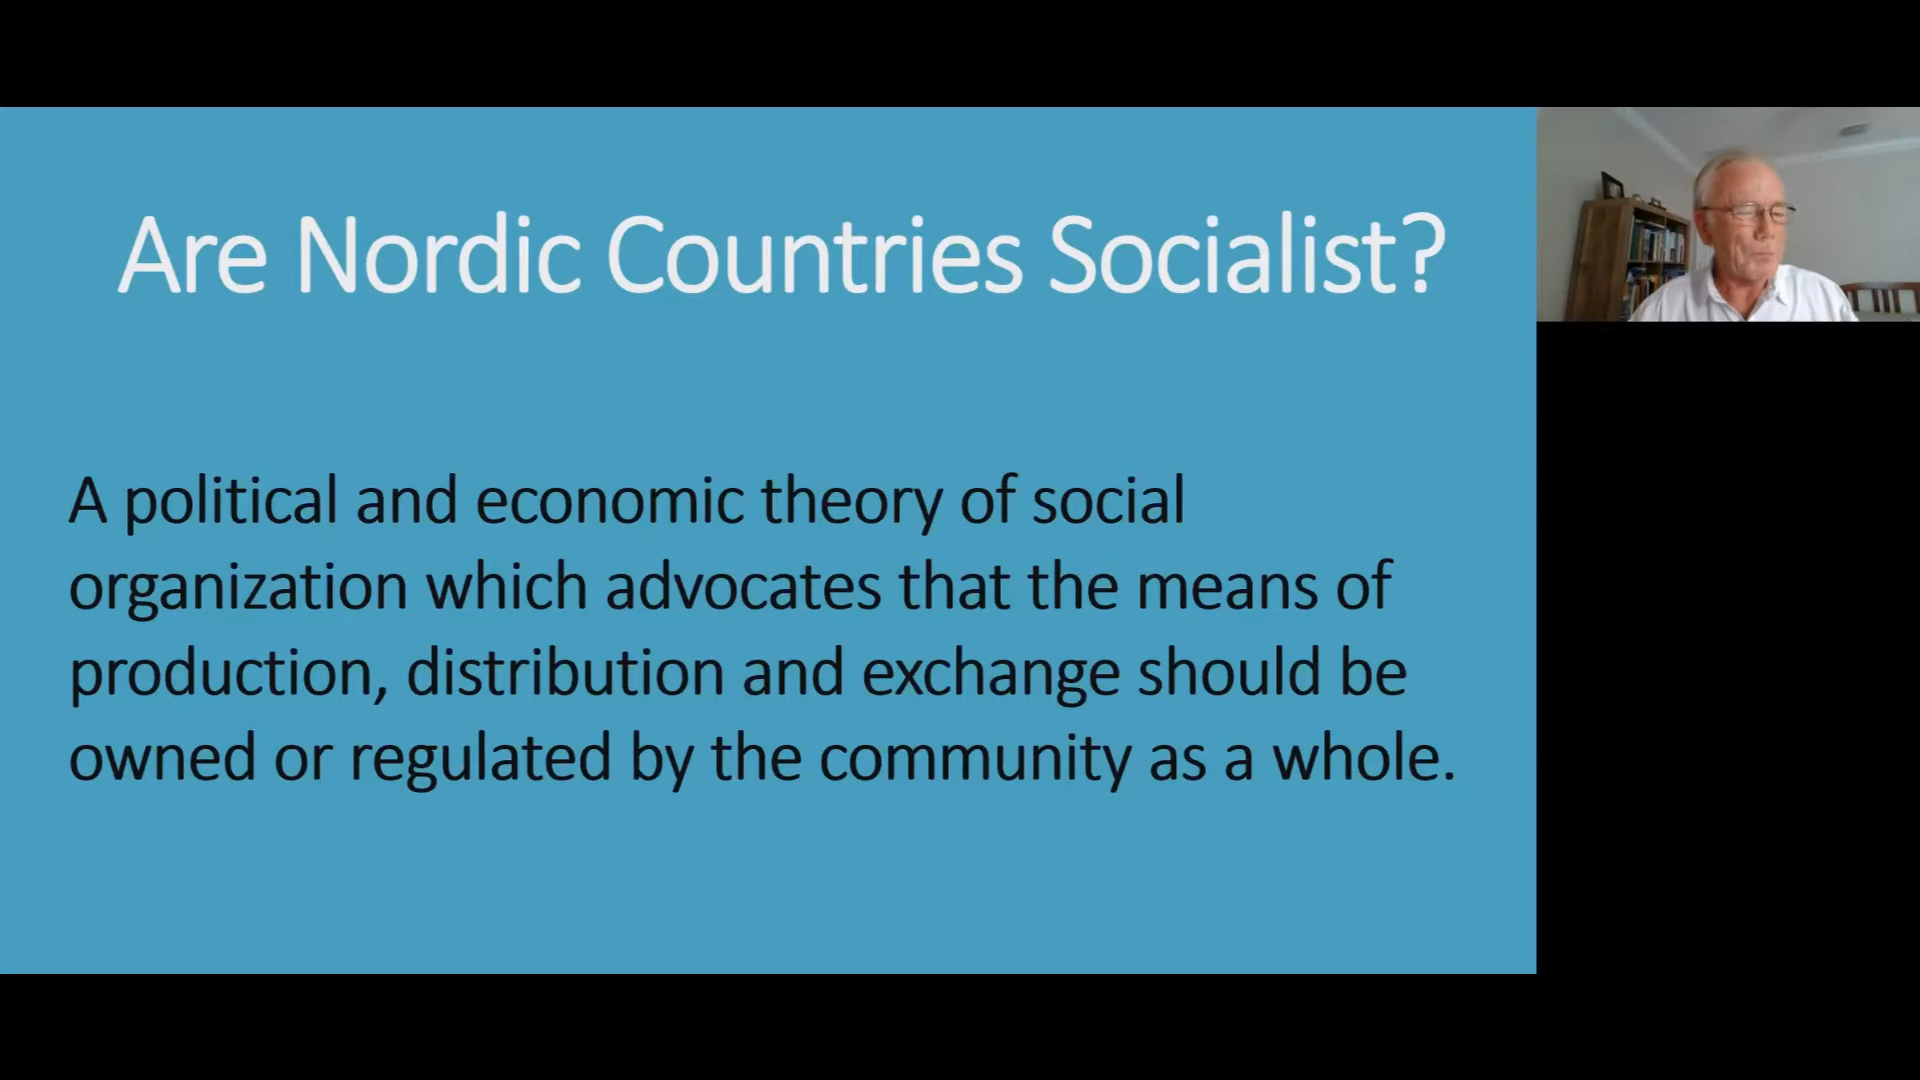 Are Nordic Countries Socialist?
A political and economic theory of social
organization which advocates that the means of
production, distribution and exchange should be
owned or regulated by the community as a whole.